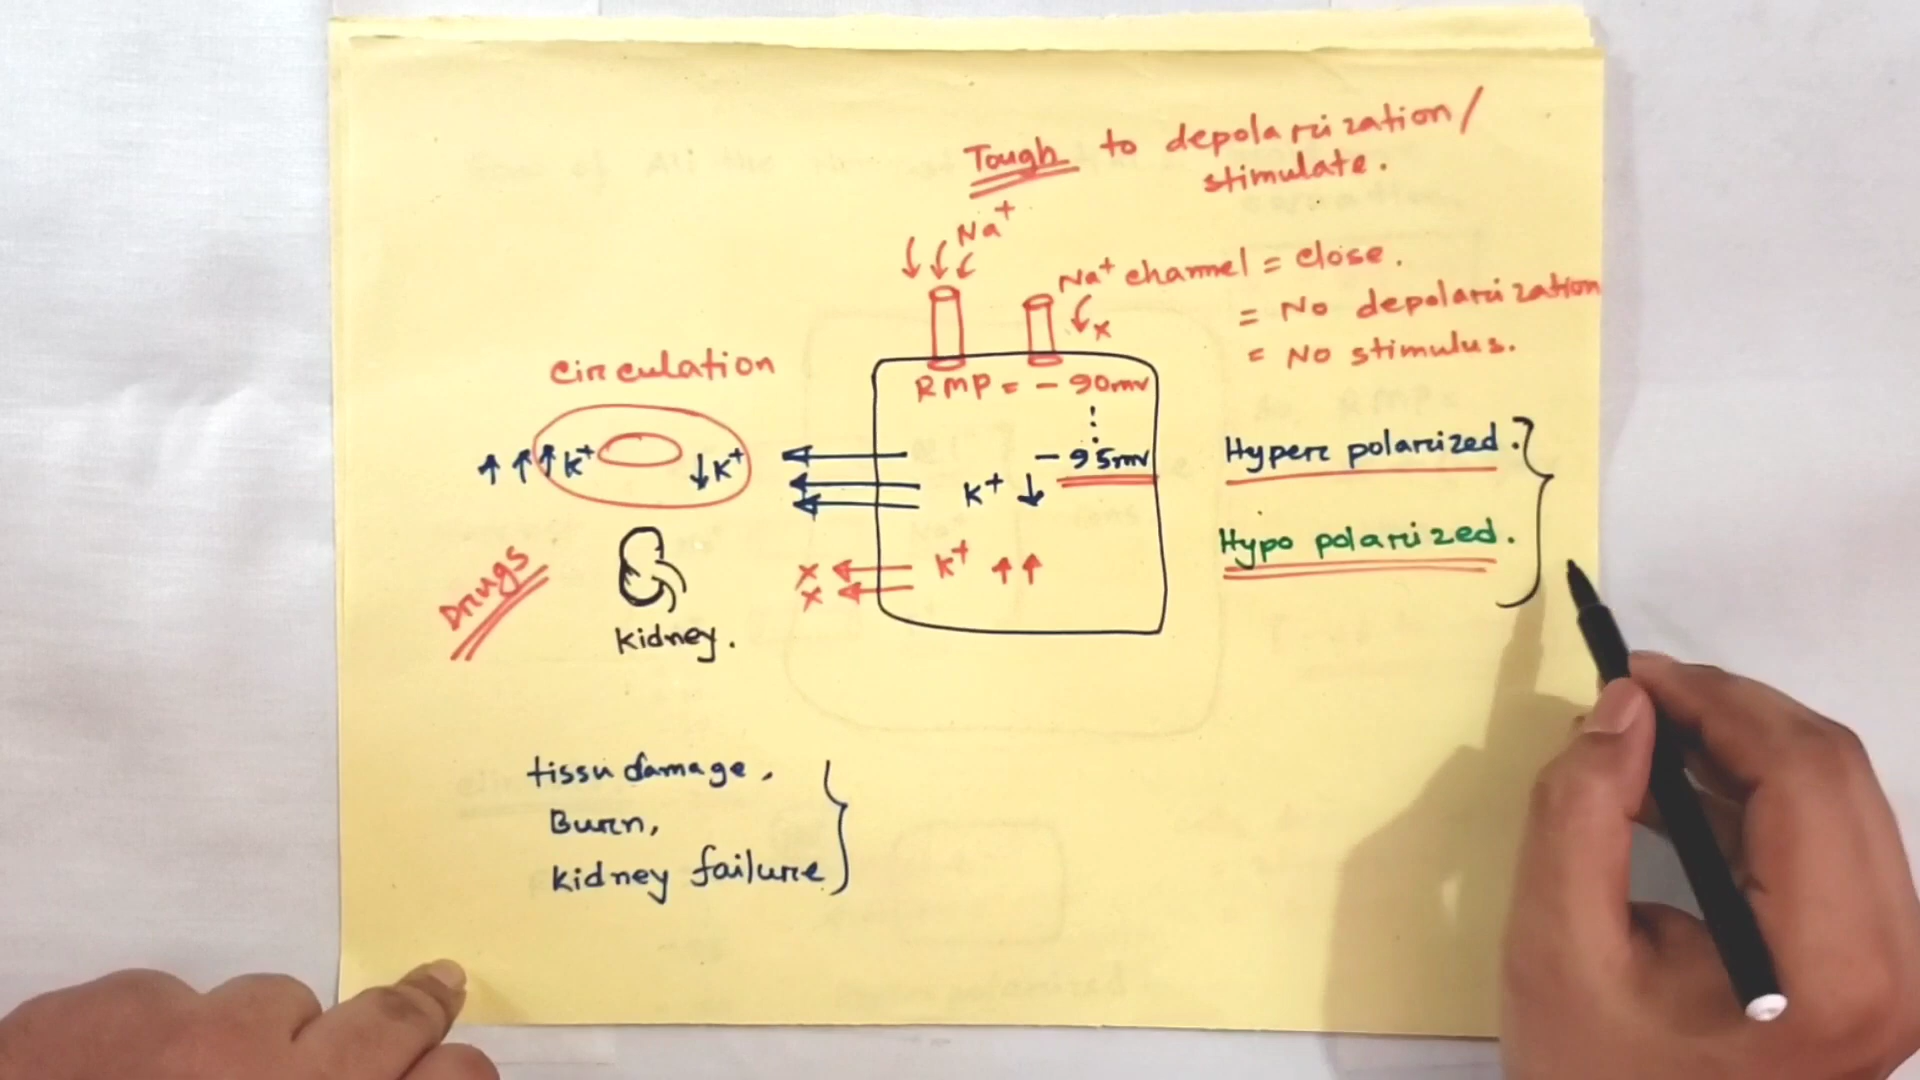 Tough to depolarization/
stimulate.
Na+
Na+ channel = close.
= No depolarization
= No stimulus.
x
circulation
RMP = - 90mv
- 95mv
↑ ↑ ↑ K+ ↓ K+
K+ ↓
Hyper polarized.
Hypo polarized.
x
x
K+ ↑ ↑
Drugs
kidney.
tissu damage,
Burn,
kidney failure